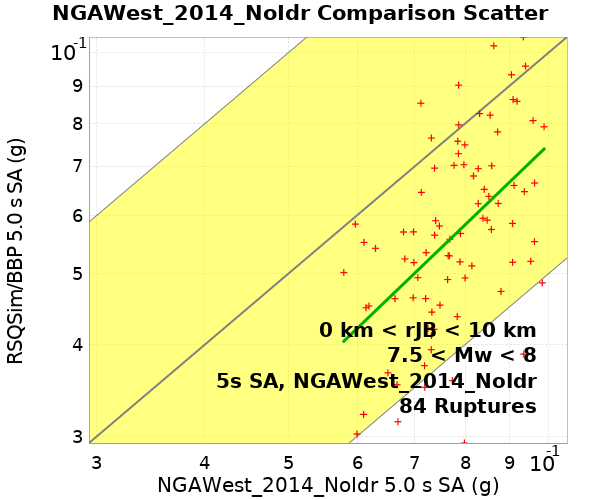 NGAWest_2014_NoIdr Comparison Scatter
10-1
9
8
7
6
5
4
3
RSQSim/BBP 5.0 s SA (g)
0 km < rJB < 10 km
7.5 < Mw < 8
5s SA, NGAWest_2014_NoIdr
84 Ruptures
3 4 5 6 7 8 9 10-1
NGAWest_2014_NoIdr 5.0 s SA (g)